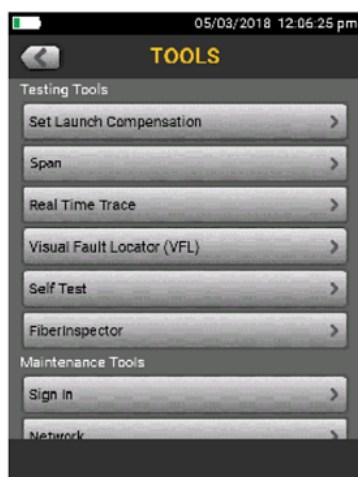 05/03/2018 12:06:25 pm
TOOLS
Testing Tools
Set Launch Compensation
Span
Real Time Trace
Visual Fault Locator (VFL)
Self Test
FiberInspector
Maintenance Tools
Sign In
Network